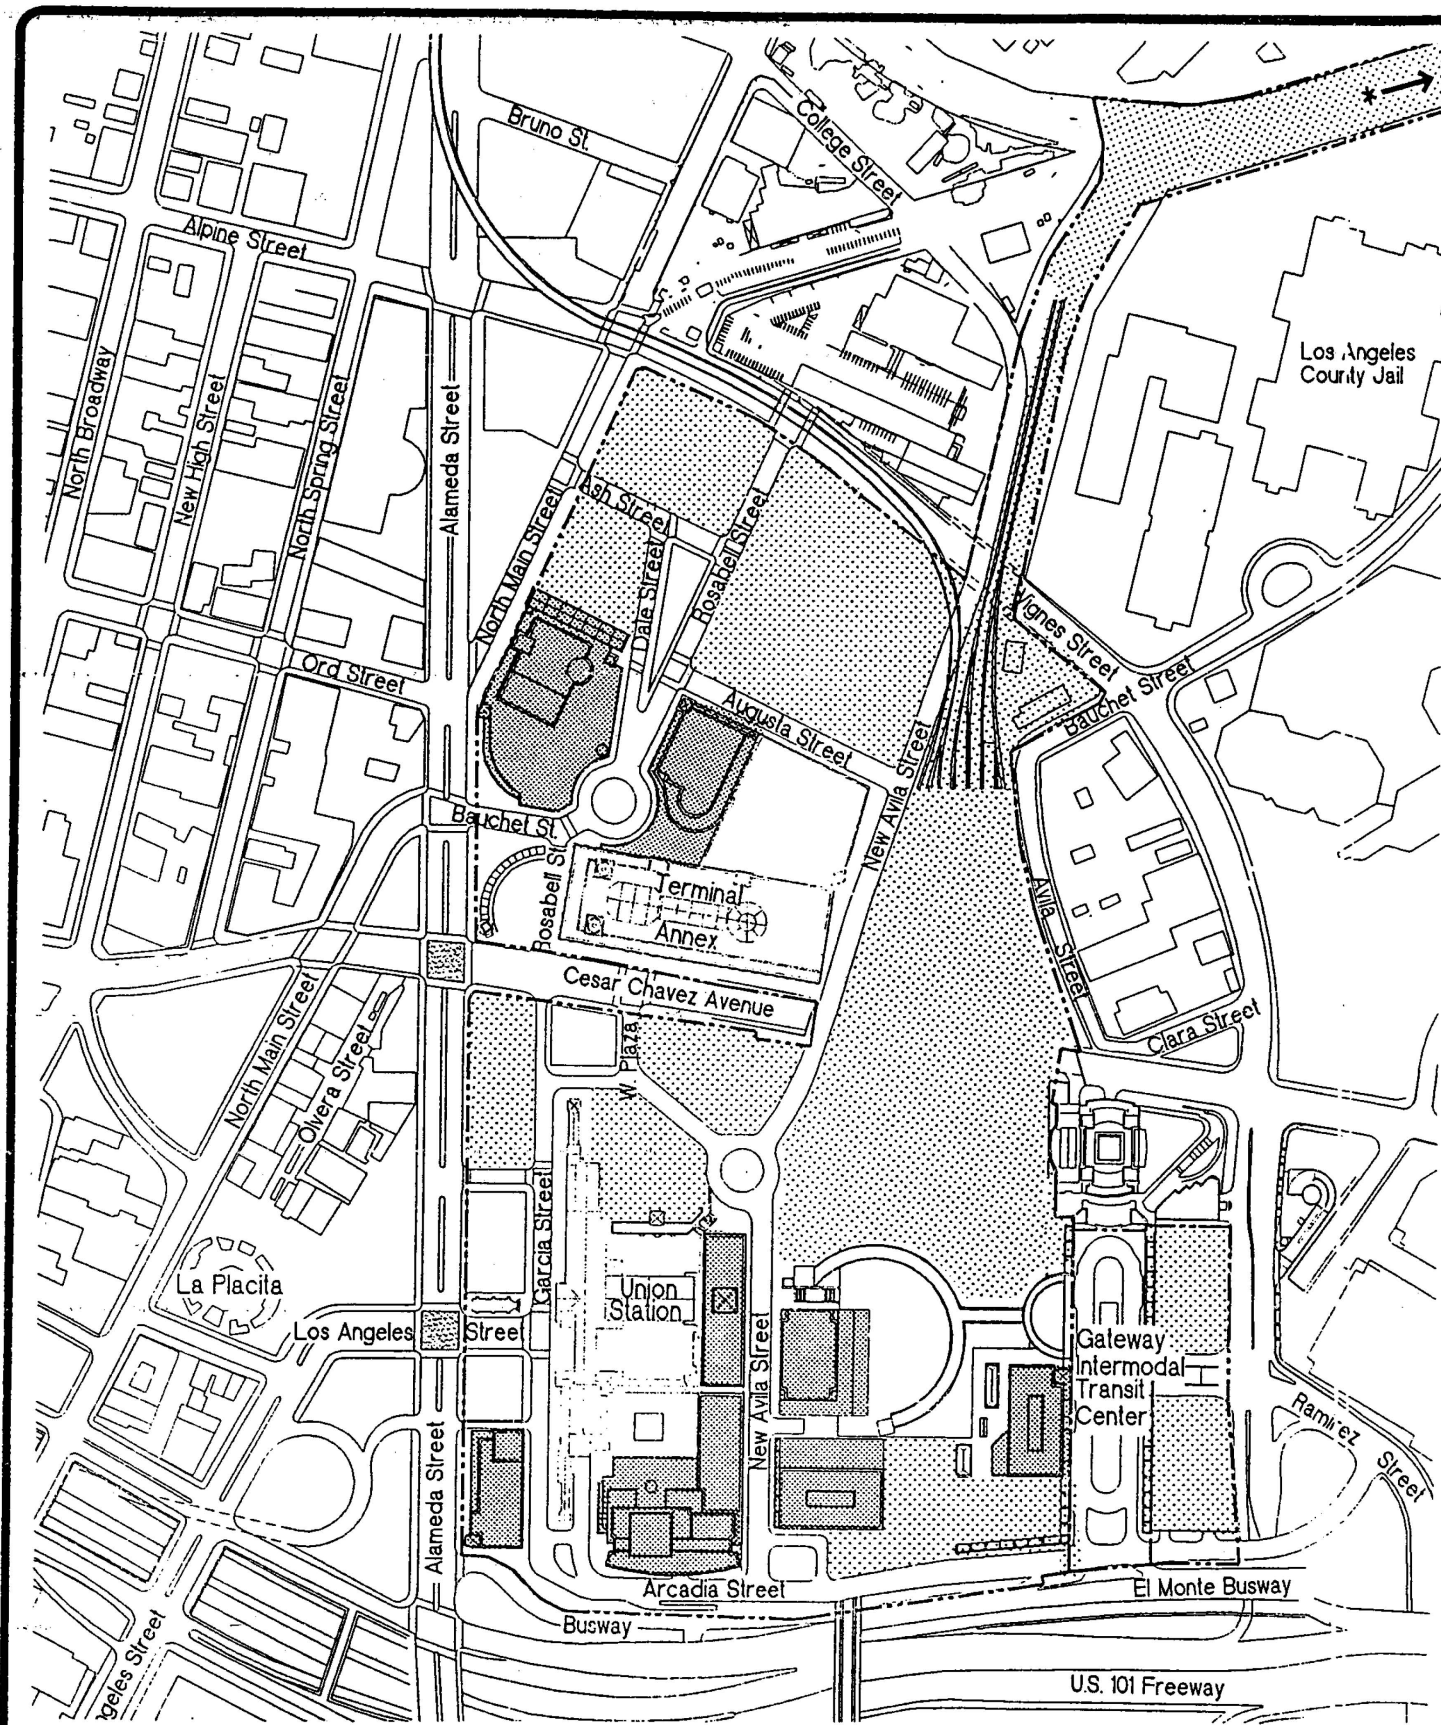 Bruno St.
College Street
Alpine Street
Los Angeles
County Jail
North Broadway
New High Street
North Spring Street
Alameda Street
North Main Street
Ash Street
Dale Street
Rosabell Street
Vignes Street
Bauchet Street
Ord Street
Augusta Street
New Avila Street
Bauchet St.
Rosabell St.
Terminal
Annex
Avila Street
Cesar Chavez Avenue
Clara Street
North Main Street
Olvera Street
W. Plaza
Garcia Street
La Placita
Union
Station
Los Angeles Street
New Avila Street
Gateway
Intermodal
Transit
Center
Ramirez Street
Alameda Street
Arcadia Street
El Monte Busway
Busway
U.S. 101 Freeway
geles Street